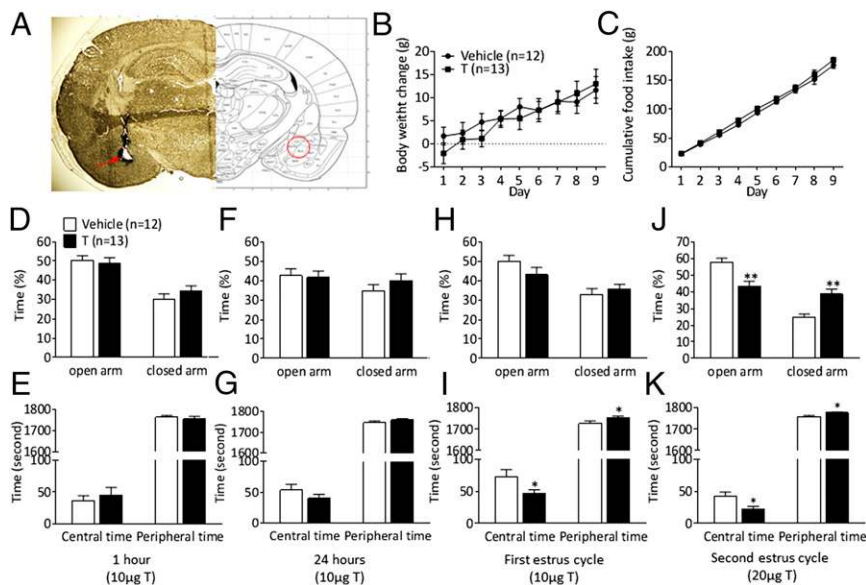 A
B
C
Body weitht change (g)
20
15
10
5
0
-5
Vehicle (n=12)
T (n=13)
1 2 3 4 5 6 7 8 9
Day
Cumulative food intake (g)
200
150
100
50
0
1 2 3 4 5 6 7 8 9
Day
D
Vehicle (n=12)
T (n=13)
Time (%)
60
50
40
30
20
10
0
open arm closed arm
F
Time (%)
60
50
40
30
20
10
0
open arm closed arm
H
Time (%)
60
50
40
30
20
10
0
open arm closed arm
J
Time (%)
70
60
50
40
30
20
10
0
** **
open arm closed arm
E
Time (second)
1800
1700
1600
100
50
0
Central time Peripheral time
1 hour
(10μg T)
G
Time (second)
1800
1700
1600
100
50
0
Central time Peripheral time
24 hours
(10μg T)
I
Time (second)
1800
1700
1600
100
50
0
*
*
Central time Peripheral time
First estrus cycle
(10μg T)
K
Time (second)
1800
1700
1600
100
50
0
*
*
Central time Peripheral time
Second estrus cycle
(20μg T)